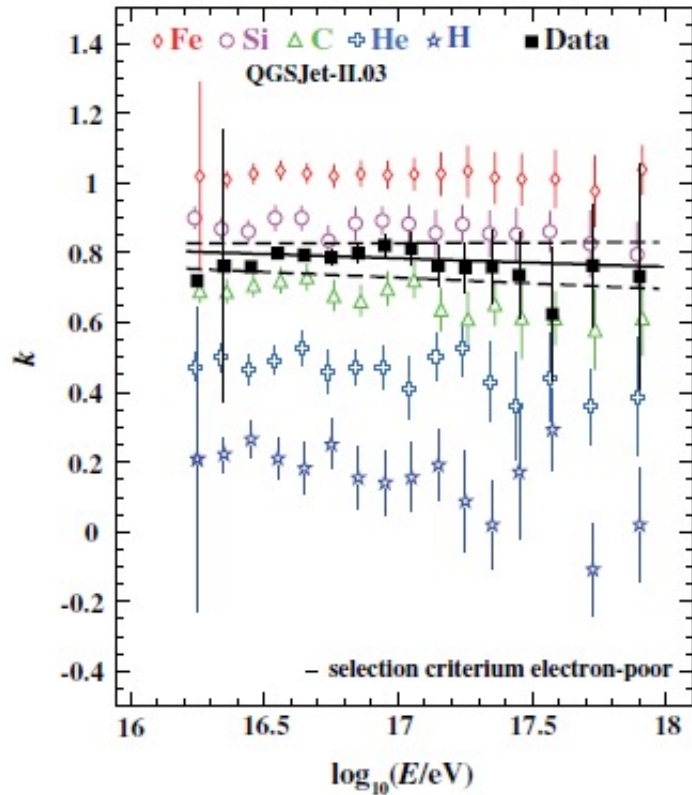 Fe Si C He H Data
QGSJet-II.03
1.4
1.2
1
0.8
0.6
0.4
0.2
0
-0.2
-0.4
k
– selection criterium electron-poor
16 16.5 17 17.5 18
log₁₀(E/eV)